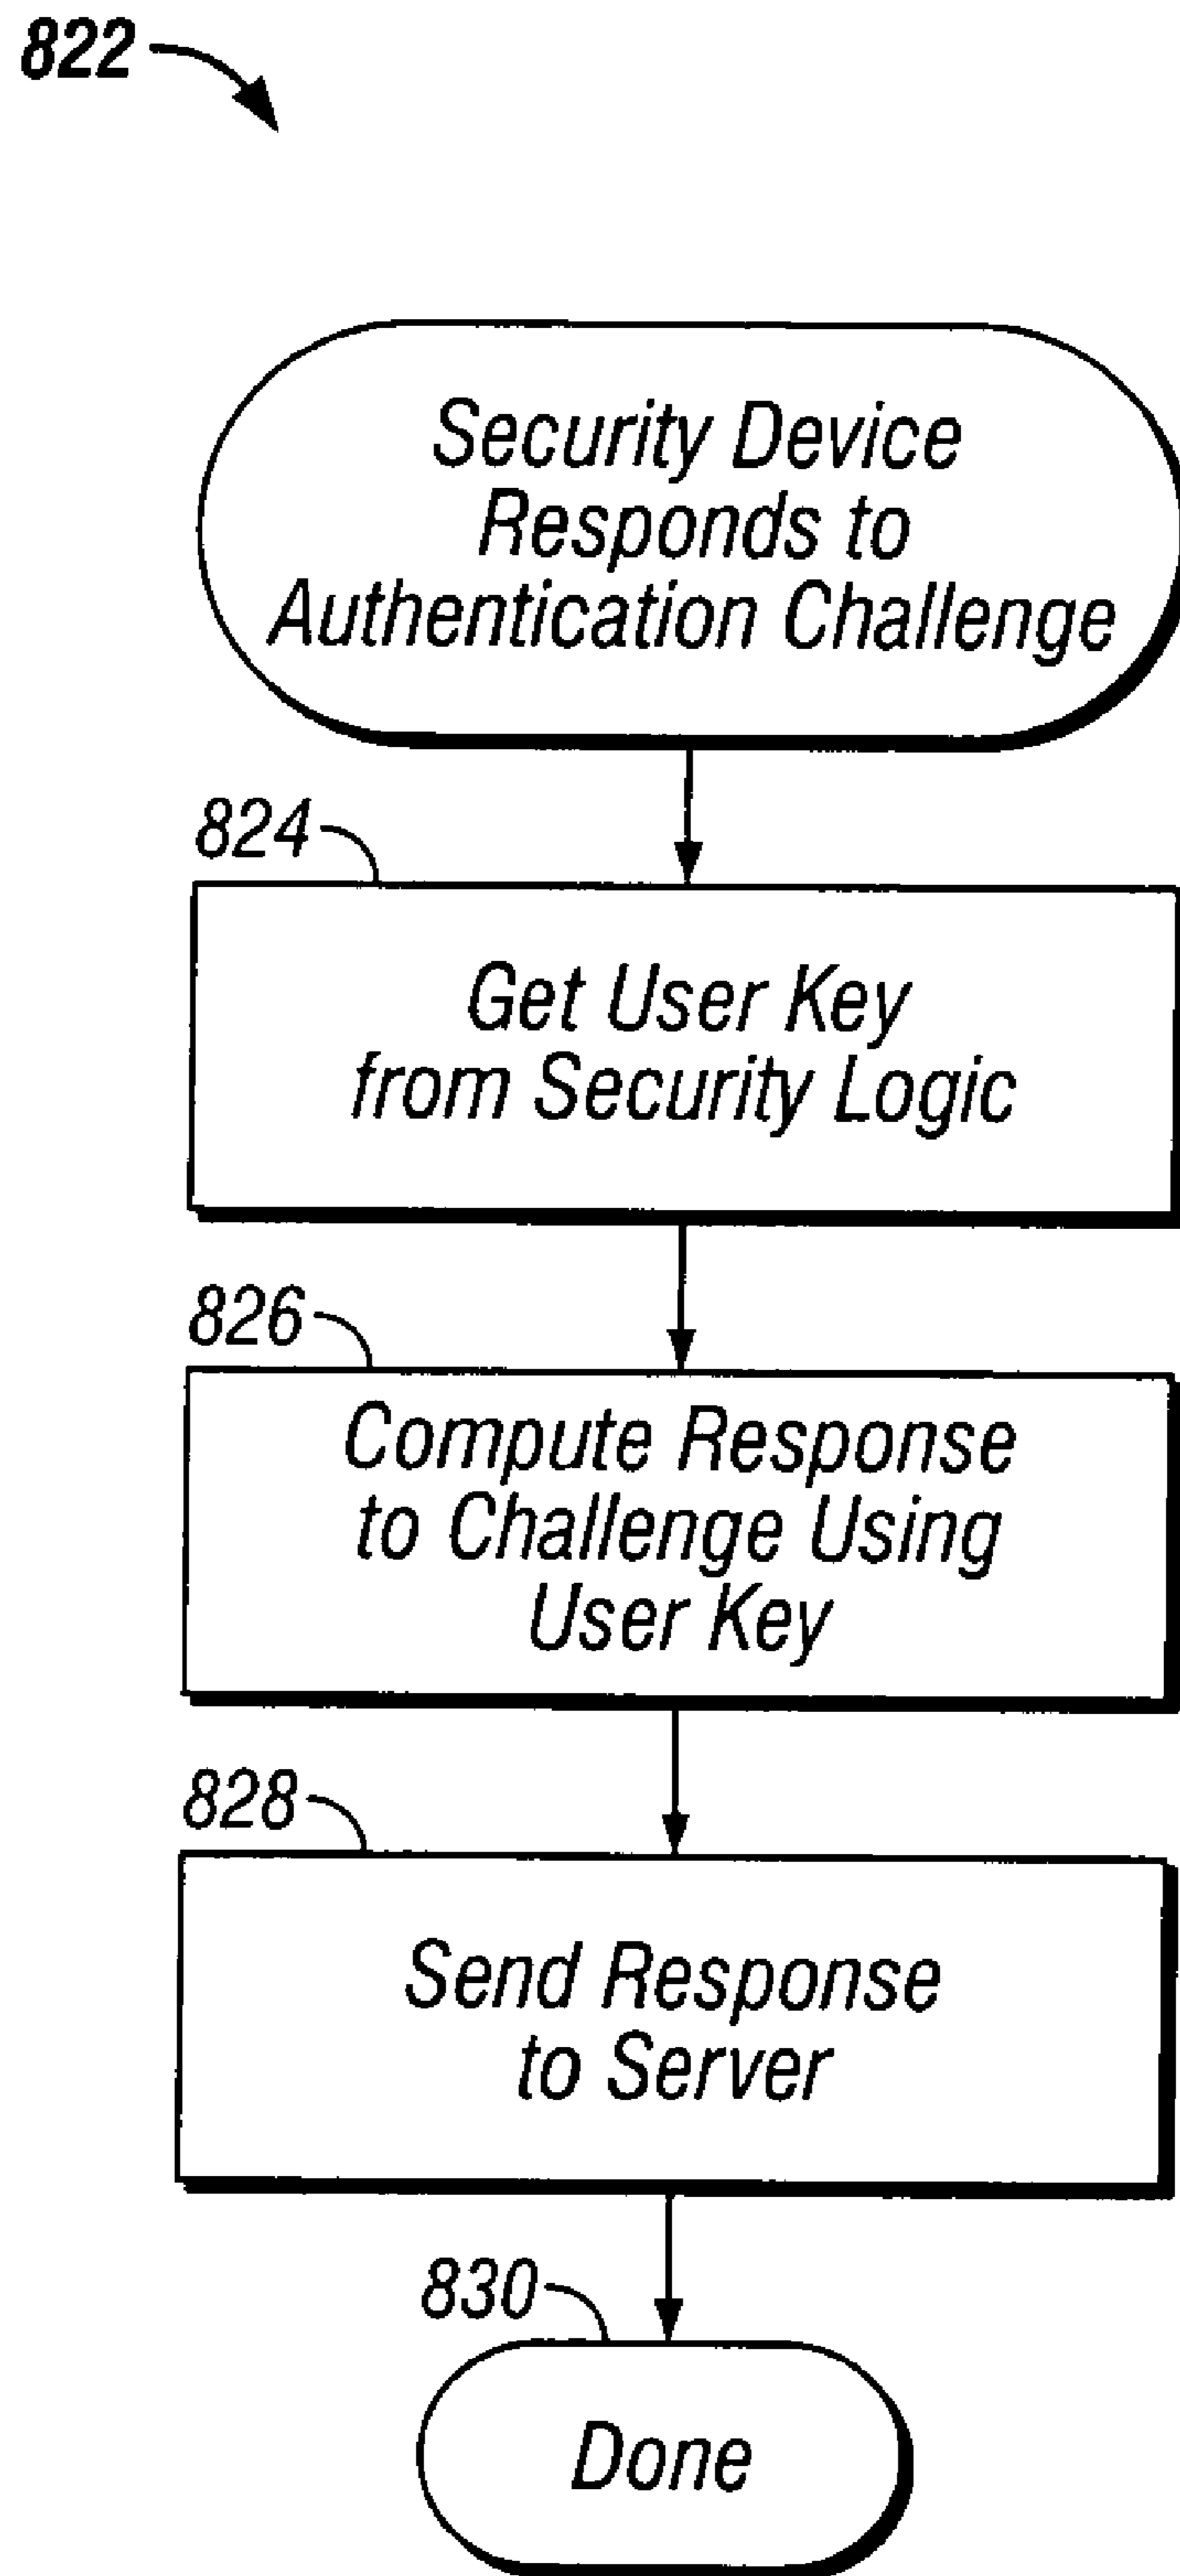 822
Security Device
Responds to
Authentication Challenge
824
Get User Key
from Security Logic
826
Compute Response
to Challenge Using
User Key
828
Send Response
to Server
830
Done